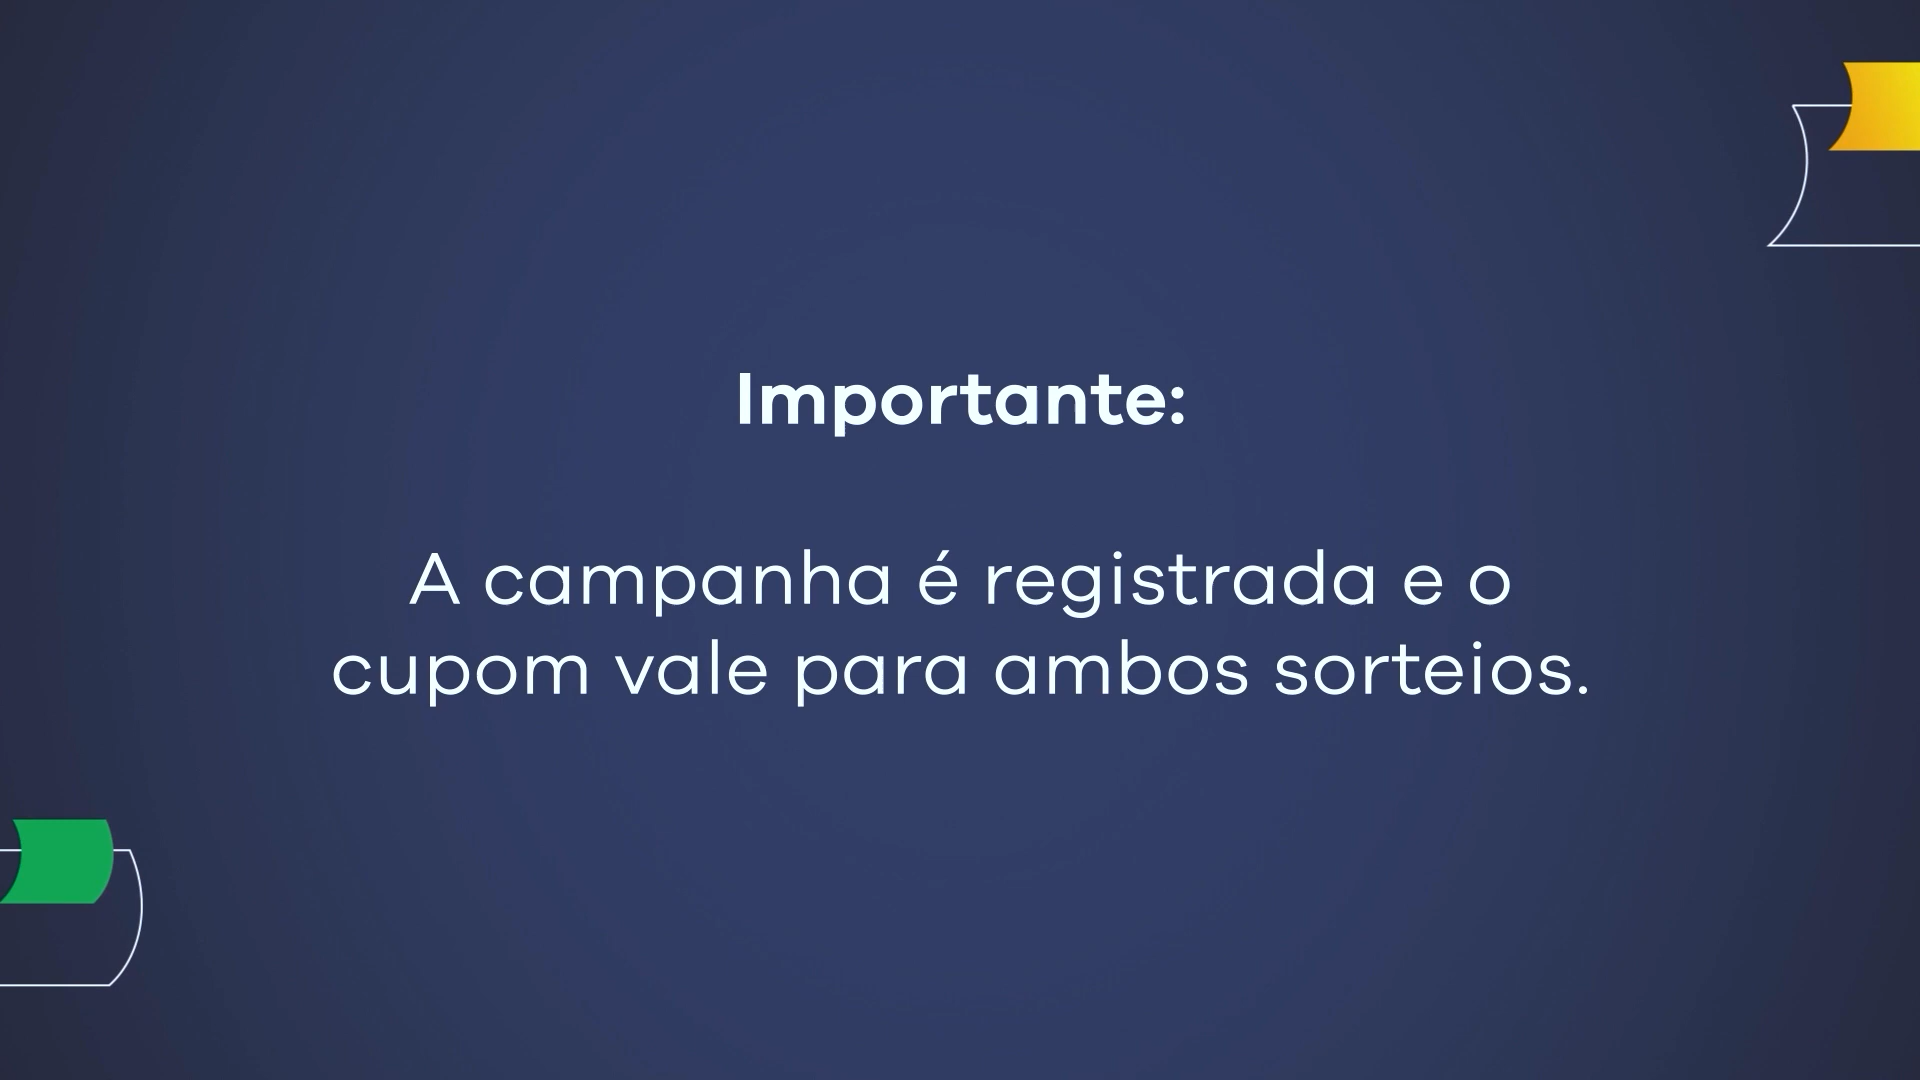 Importante:
A campanha é registrada e o
cupom vale para ambos sorteios.